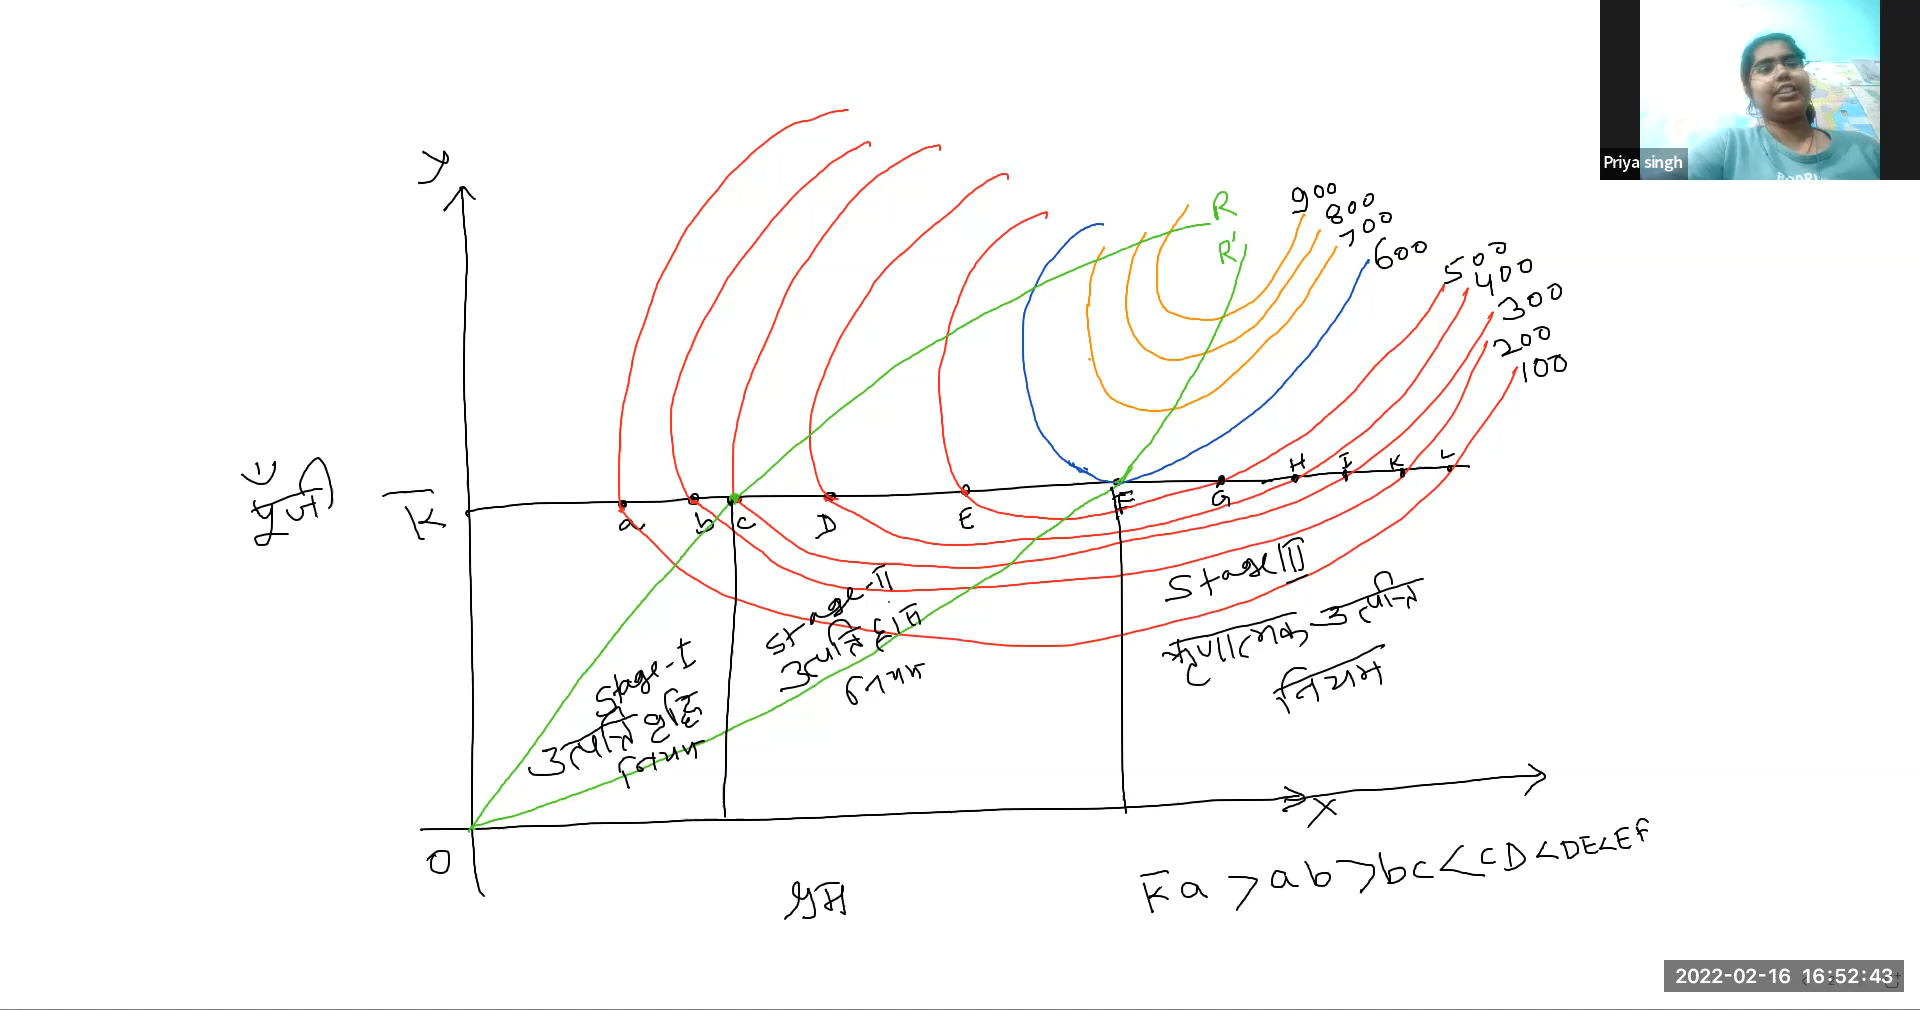 Priya singh
y
R
R'
900
800
700
600
500
400
300
200
100
पूंजी
K̅
a
b
C
D
E
F
G
H
I
K
L
Stage-I
उत्पत्ति वृद्धि
नियम
Stage-II
उत्पत्ति ह्रास
नियम
Stage III
ऋणात्मक उत्पत्ति
नियम
O
X
श्रम
K̅a > ab > bc < CD < DE < EF
2022-02-16 16:52:43